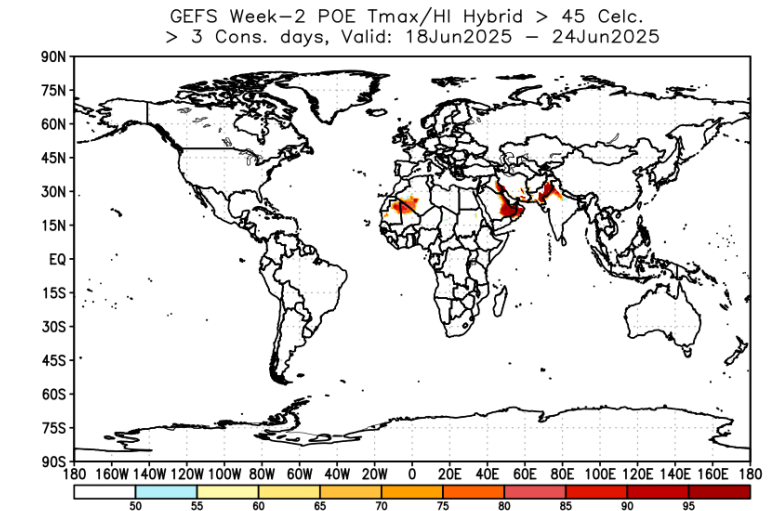 GEFS Week-2 POE Tmax/HI Hybrid > 45 Celc.
> 3 Cons. days, Valid: 18Jun2025 - 24Jun2025
90N
75N
60N
45N
30N
15N
EQ
15S
30S
45S
60S
75S
90S
180 160W 140W 120W 100W 80W 60W 40W 20W 0 20E 40E 60E 80E 100E 120E 140E 160E 180
50 55 60 65 70 75 80 85 90 95